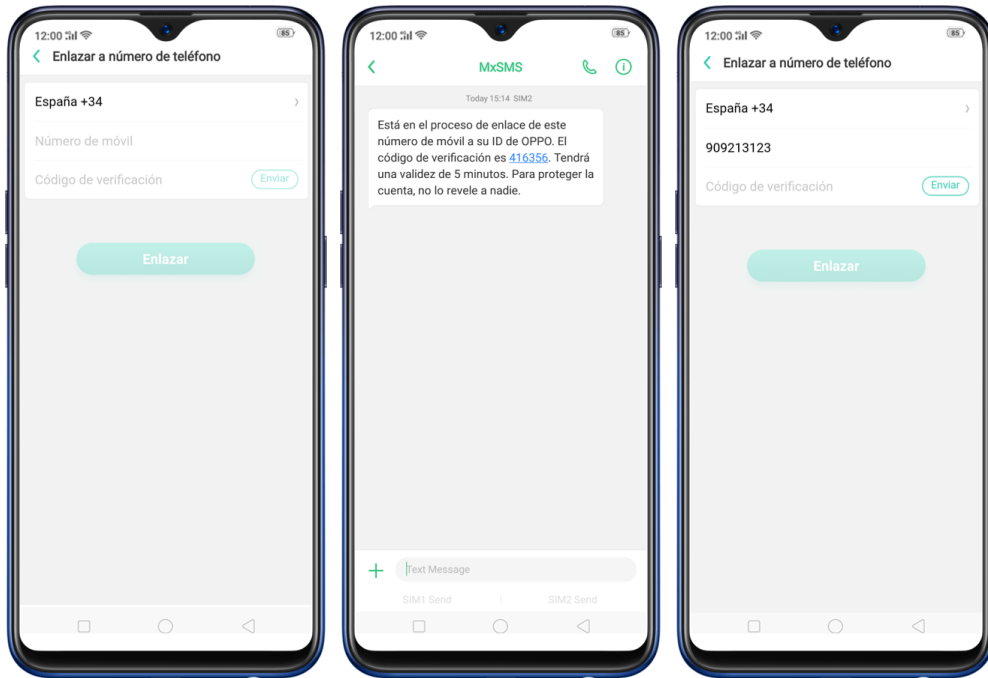 12:00
85
Enlazar a número de teléfono
España +34
Número de móvil
Código de verificación
Enviar
Enlazar
12:00
85
MxSMS
Today 15:14 SIM2
Está en el proceso de enlace de este
número de móvil a su ID de OPPO. El
código de verificación es 416356. Tendrá
una validez de 5 minutos. Para proteger la
cuenta, no lo revele a nadie.
Text Message
SIM1 Send
SIM2 Send
12:00
85
Enlazar a número de teléfono
España +34
909213123
Código de verificación
Enviar
Enlazar